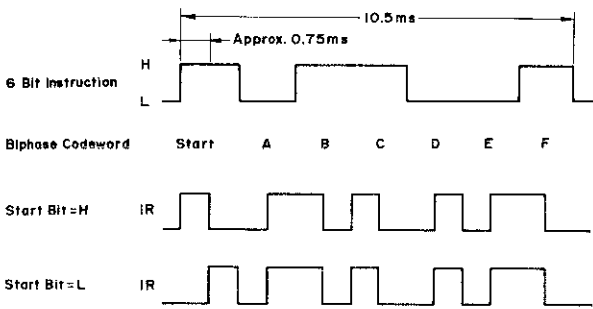 10.5ms
Approx. 0.75ms
H
6 Bit Instruction
L
Biphase Codeword Start A B C D E F
Start Bit=H IR
Start Bit=L IR